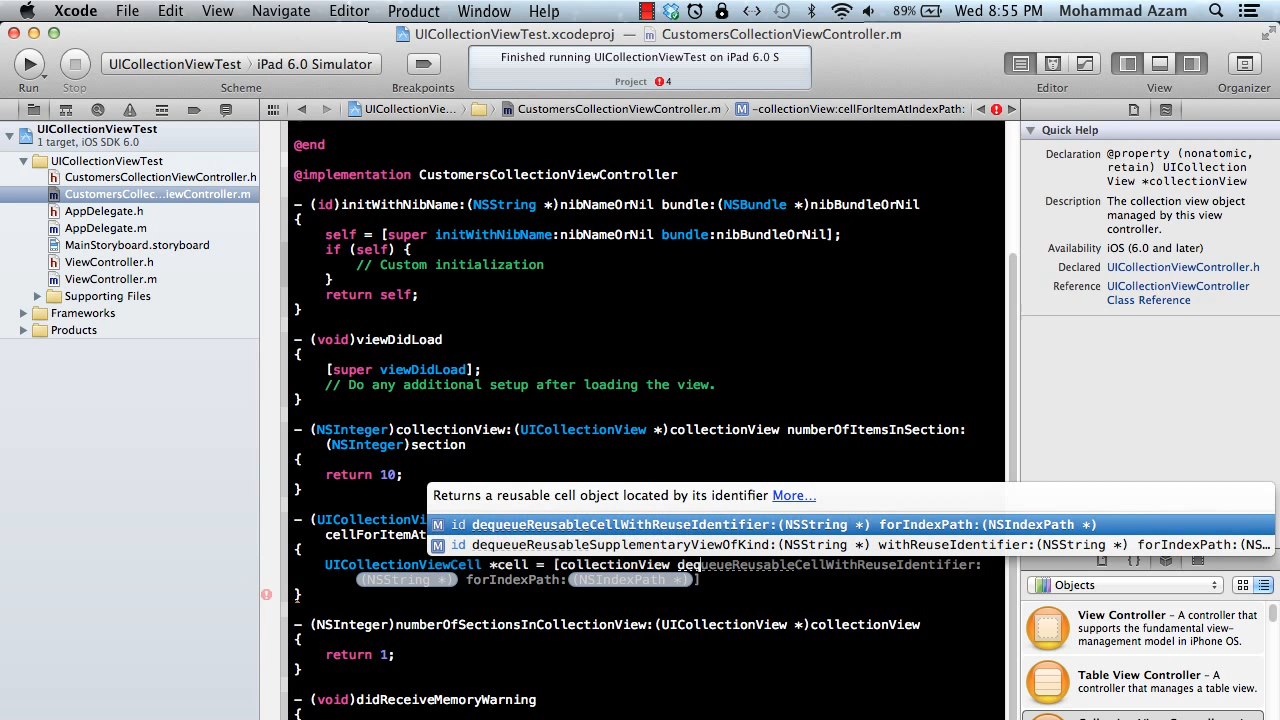 Xcode File Edit View Navigate Editor Product Window Help 89% Wed 8:55 PM Mohammad Azam
UICollectionViewTest.xcodeproj — CustomersCollectionViewController.m
UICollectionViewTest iPad 6.0 Simulator
Finished running UICollectionViewTest on iPad 6.0 S
Project 4
Run Stop Scheme Breakpoints Editor View Organizer
UICollectionVie... CustomersCollectionViewController.m -collectionView:cellForItemAtIndexPath:
UICollectionViewTest
1 target, iOS SDK 6.0
UICollectionViewTest
CustomersCollectionViewController.h
CustomersCollec...iewController.m
AppDelegate.h
AppDelegate.m
MainStoryboard.storyboard
ViewController.h
ViewController.m
Supporting Files
Frameworks
Products
@end
@implementation CustomersCollectionViewController
- (id)initWithNibName:(NSString *)nibNameOrNil bundle:(NSBundle *)nibBundleOrNil
{
self = [super initWithNibName:nibNameOrNil bundle:nibBundleOrNil];
if (self) {
// Custom initialization
}
return self;
}
- (void)viewDidLoad
{
[super viewDidLoad];
// Do any additional setup after loading the view.
}
- (NSInteger)collectionView:(UICollectionView *)collectionView numberOfItemsInSection:
(NSInteger)section
{
return 10;
}
- (UICollectionVi
cellForItemAt
{
UICollectionViewCell *cell = [collectionView dequeueReusableCellWithReuseIdentifier:
(NSString *) forIndexPath:(NSIndexPath *)]
}
- (NSInteger)numberOfSectionsInCollectionView:(UICollectionView *)collectionView
{
return 1;
}
- (void)didReceiveMemoryWarning
{
Returns a reusable cell object located by its identifier More...
M id dequeueReusableCellWithReuseIdentifier:(NSString *) forIndexPath:(NSIndexPath *)
M id dequeueReusableSupplementaryViewOfKind:(NSString *) withReuseIdentifier:(NSString *) forIndexPath:(NS...
Quick Help
Declaration @property (nonatomic,
retain) UICollection
View *collectionView
Description The collection view object
managed by this view
controller.
Availability iOS (6.0 and later)
Declared UICollectionViewController.h
Reference UICollectionViewController
Class Reference
Objects
View Controller - A controller that
supports the fundamental view-
management model in iPhone OS.
Table View Controller - A
controller that manages a table view.